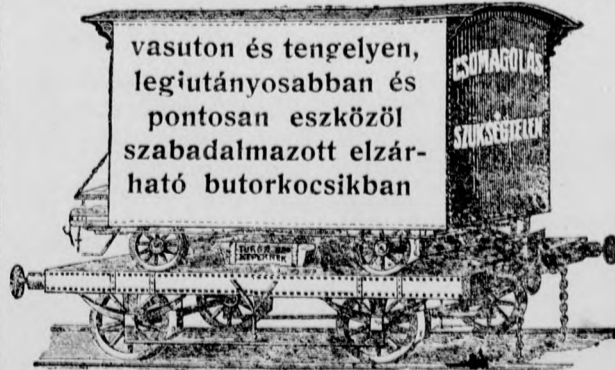 vasuton és tengelyen,
legjutányosabban és
pontosan eszközöl
szabadalmazott elzár-
ható butorkocsikban
CSOMAGOLÁS
SZÜKSÉGTELEN